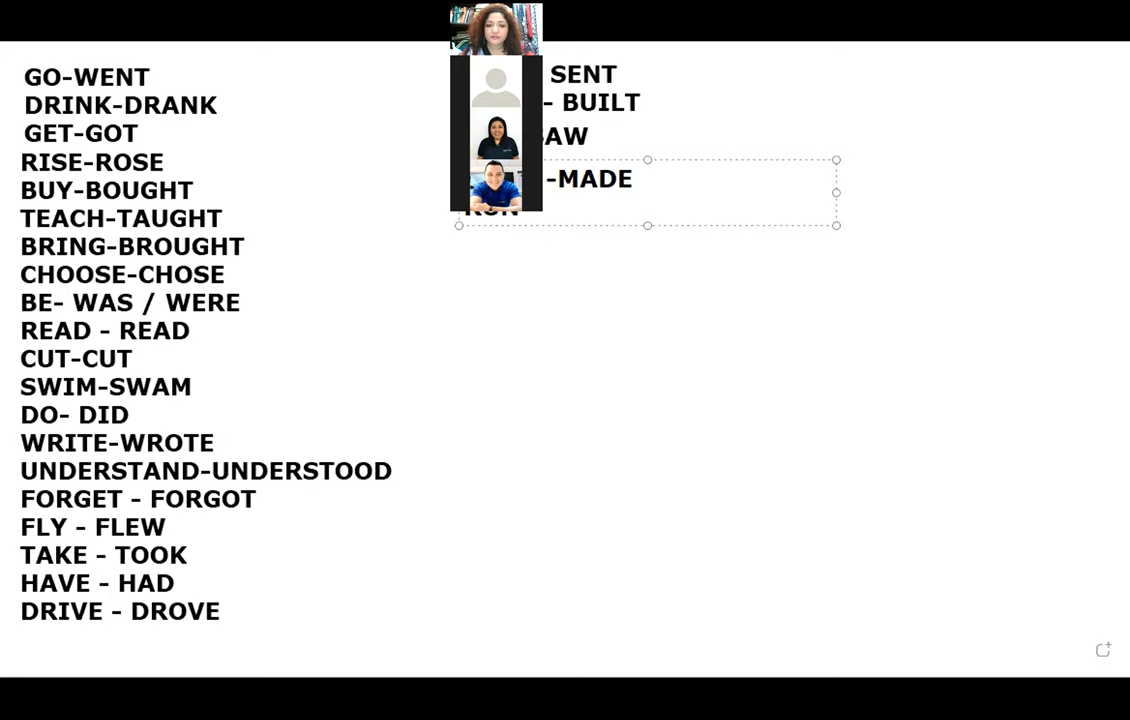 GO-WENT
DRINK-DRANK
GET-GOT
RISE-ROSE
BUY-BOUGHT
TEACH-TAUGHT
BRING-BROUGHT
CHOOSE-CHOSE
BE- WAS / WERE
READ - READ
CUT-CUT
SWIM-SWAM
DO- DID
WRITE-WROTE
UNDERSTAND-UNDERSTOOD
FORGET - FORGOT
FLY - FLEW
TAKE - TOOK
HAVE - HAD
DRIVE - DROVE
SENT
- BUILT
AW
-MADE
RUN